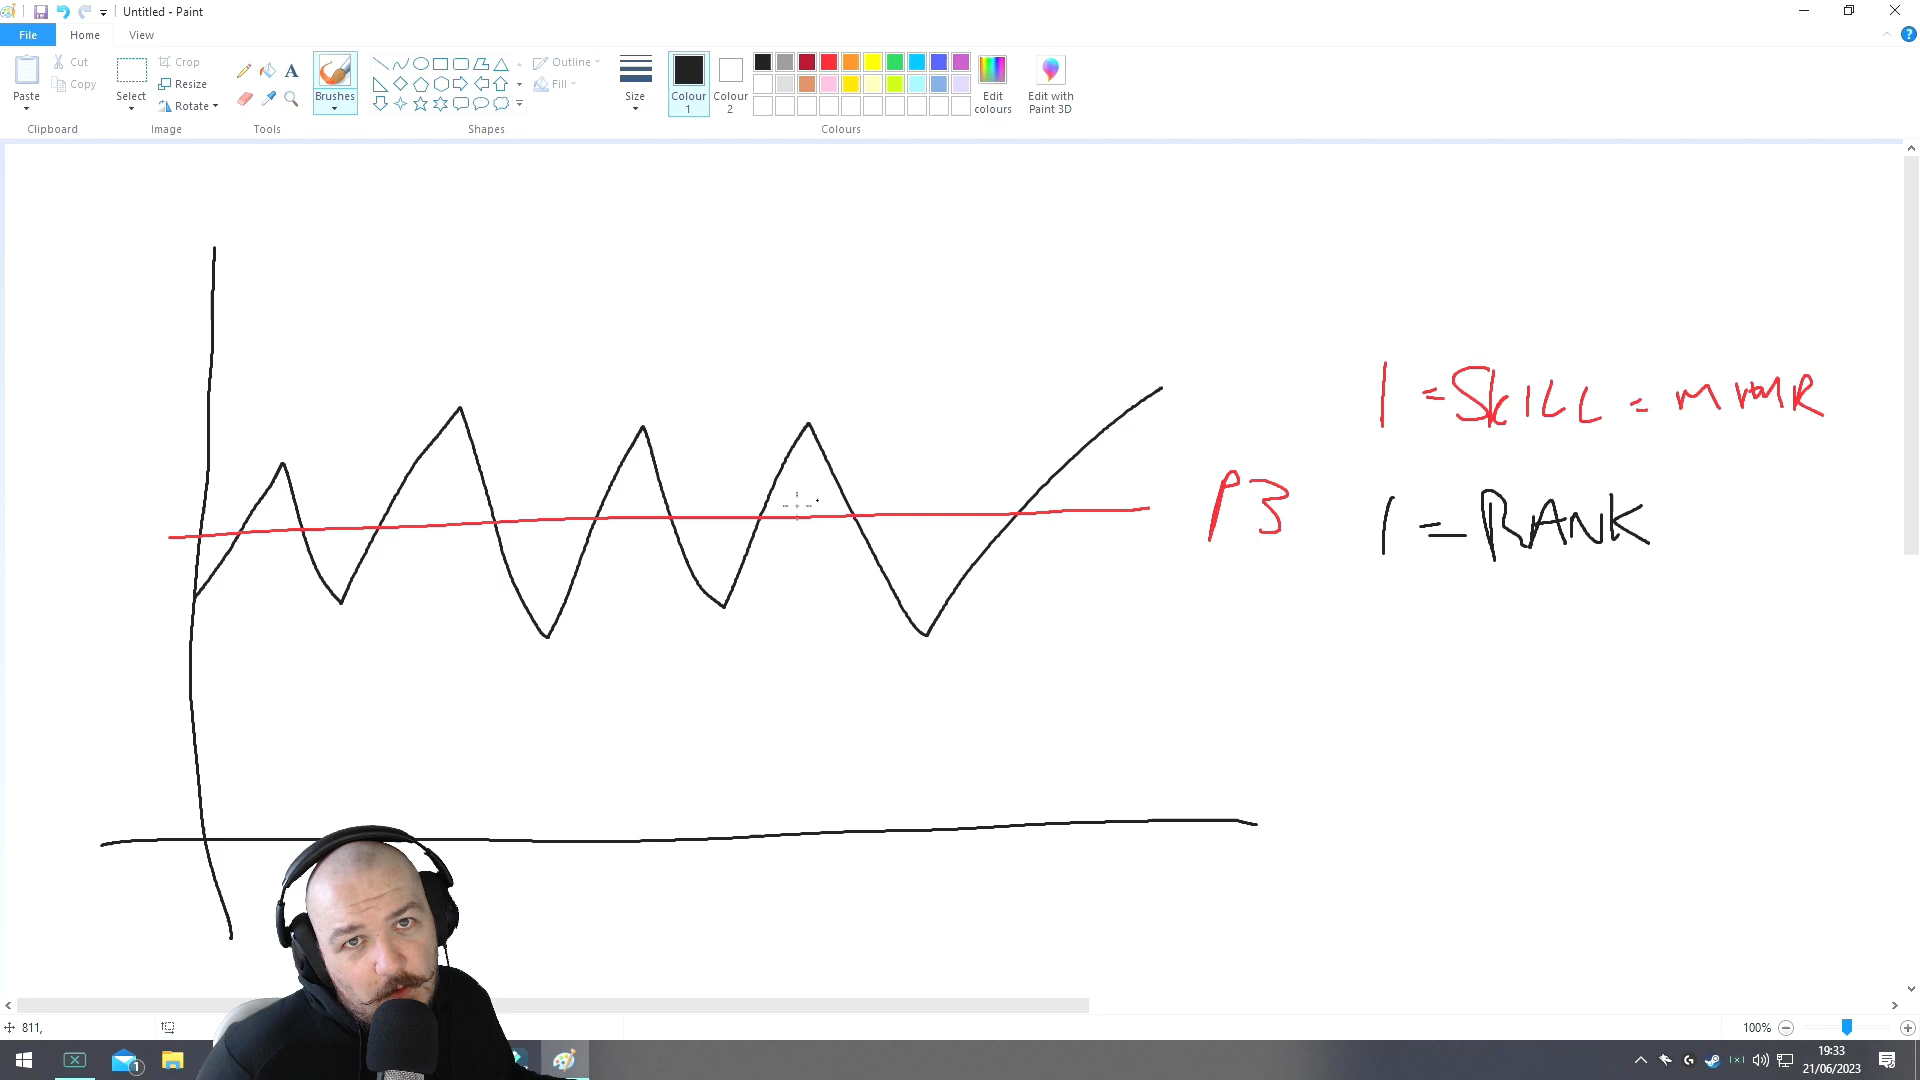 Untitled - Paint
File Home View
Paste
Cut
Copy
Clipboard
Select
Crop
Resize
Rotate
Image
Tools
Brushes
Shapes
Outline
Fill
Size
Colour 1
Colour 2
Colours
Edit colours
Edit with Paint 3D
1 = SKILL = MMR
P3
1 = RANK
811,
100%
1
19:33
21/06/2023